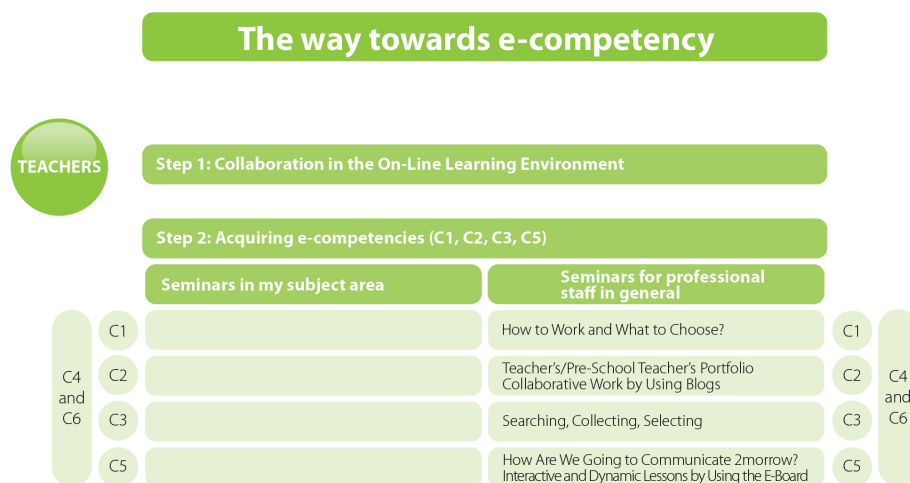 The way towards e-competency
TEACHERS
Step 1: Collaboration in the On-Line Learning Environment
Step 2: Acquiring e-competencies (C1, C2, C3, C5)
Seminars in my subject area
Seminars for professional
staff in general
C4
and
C6
C1
How to Work and What to Choose?
C1
C2
Teacher’s/Pre-School Teacher’s Portfolio
Collaborative Work by Using Blogs
C2
C3
Searching, Collecting, Selecting
C3
C5
How Are We Going to Communicate 2morrow?
Interactive and Dynamic Lessons by Using the E-Board
C5
C4
and
C6